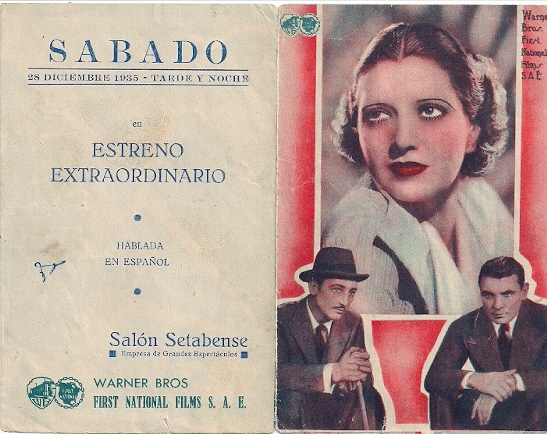 SABADO
28 DICIEMBRE 1935 - TARDE Y NOCHE
en
ESTRENO
EXTRAORDINARIO
HABLADA
EN ESPAÑOL
Salón Setabense
Empresa de Grandes Espectáculos
WARNER BROS
FIRST NATIONAL FILMS S. A. E.
Warner
Bros.
First
National
Films
S.A.E.